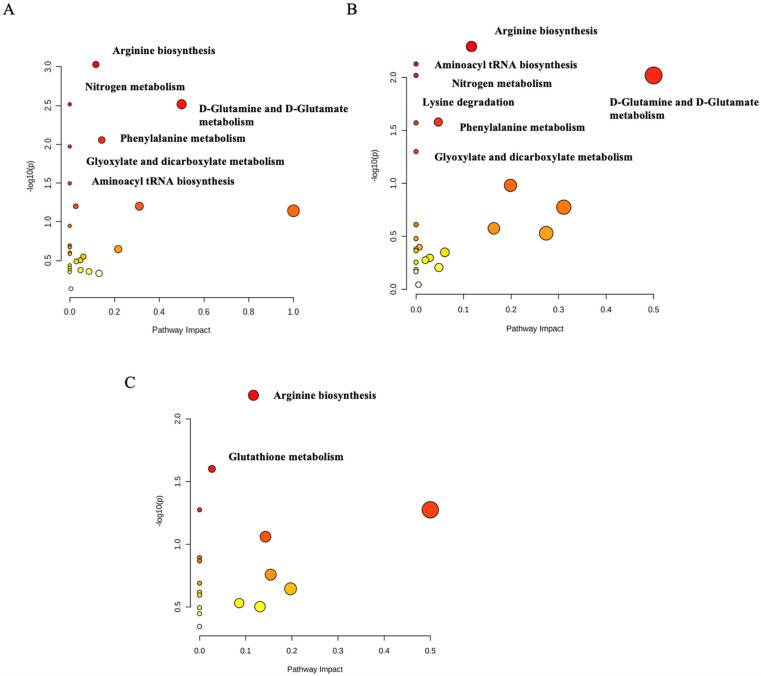 A
Arginine biosynthesis
Nitrogen metabolism
D-Glutamine and D-Glutamate
metabolism
Phenylalanine metabolism
Glyoxylate and dicarboxylate metabolism
Aminoacyl tRNA biosynthesis
-log10(p)
3.0
2.5
2.0
1.5
1.0
0.5
0.0
0.2
0.4
0.6
0.8
1.0
Pathway Impact
B
Arginine biosynthesis
Aminoacyl tRNA biosynthesis
Nitrogen metabolism
Lysine degradation
D-Glutamine and D-Glutamate
metabolism
Phenylalanine metabolism
Glyoxylate and dicarboxylate metabolism
-log10(p)
2.0
1.5
1.0
0.5
0.0
0.0
0.1
0.2
0.3
0.4
0.5
Pathway Impact
C
Arginine biosynthesis
Glutathione metabolism
-log10(p)
2.0
1.5
1.0
0.5
0.0
0.1
0.2
0.3
0.4
0.5
Pathway Impact